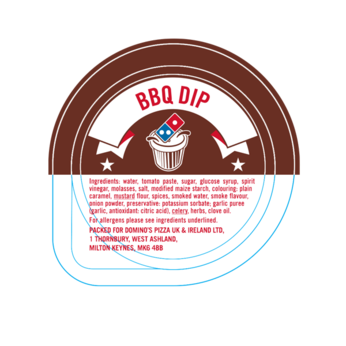 BBQ DIP
Ingredients: water, tomato paste, sugar, glucose syrup, spirit
vinegar, molasses, salt, modified maize starch, colouring: plain
caramel, mustard flour, spices, smoked water, smoke flavour,
onion powder, preservative: potassium sorbate; garlic puree
(garlic, antioxidant: citric acid), celery, herbs, clove oil.
For allergens please see ingredients underlined.
PACKED FOR DOMINO'S PIZZA UK & IRELAND LTD,
1 THORNBURY, WEST ASHLAND,
MILTON KEYNES, MK6 4BB